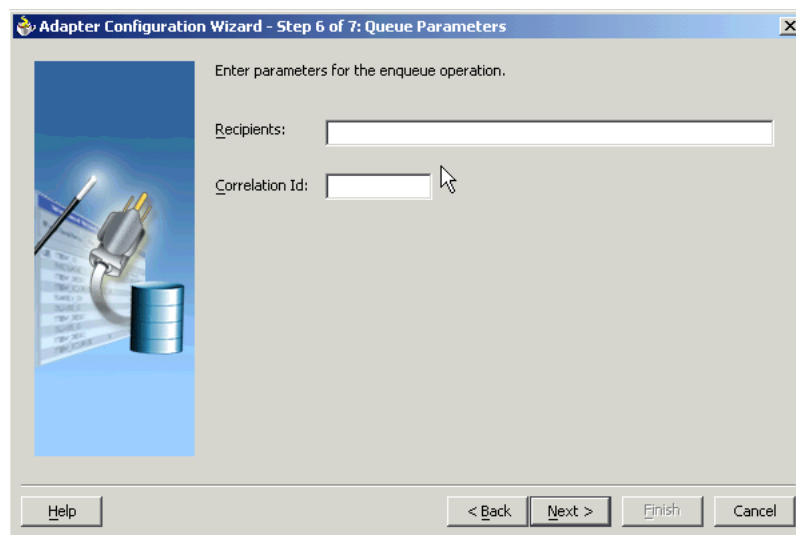 Adapter Configuration Wizard - Step 6 of 7: Queue Parameters
Enter parameters for the enqueue operation.
Recipients:
Correlation Id:
Help
< Back
Next >
Finish
Cancel